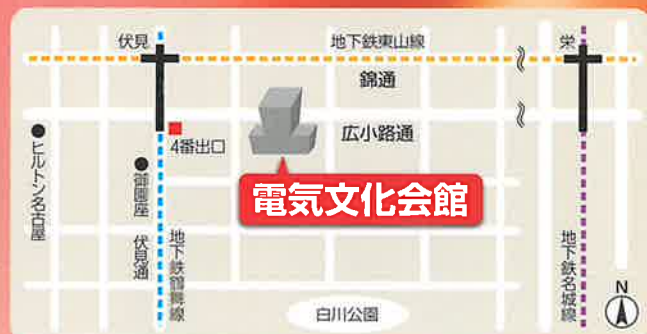 伏見
地下鉄東山線
栄
錦通
広小路通
4番出口
ヒルトン名古屋
御園座
電気文化会館
伏見通
地下鉄鶴舞線
地下鉄名城線
白川公園
N